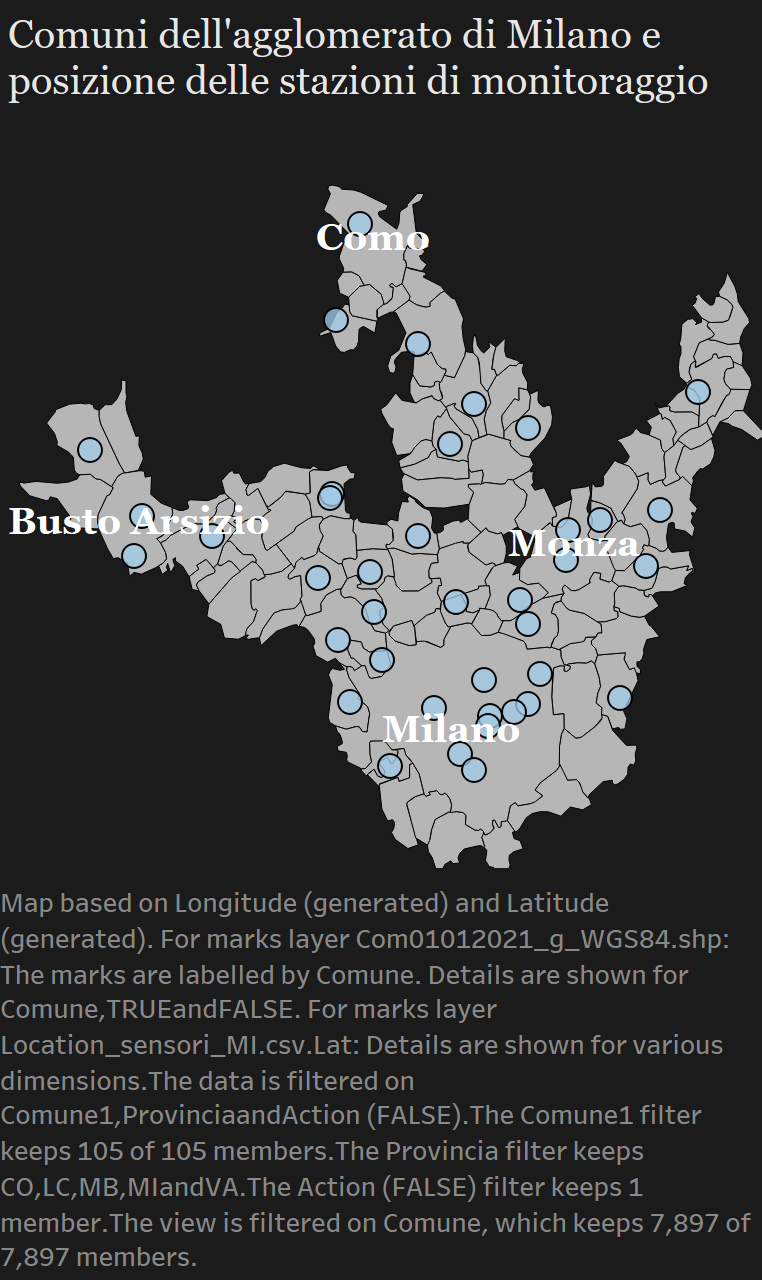 Comuni dell'agglomerato di Milano e
posizione delle stazioni di monitoraggio
Como
Busto Arsizio
Monza
Milano
Map based on Longitude (generated) and Latitude
(generated). For marks layer Com01012021_g_WGS84.shp:
The marks are labelled by Comune. Details are shown for
Comune,TRUEandFALSE. For marks layer
Location_sensori_MI.csv.Lat: Details are shown for various
dimensions.The data is filtered on
Comune1,ProvinciaandAction (FALSE).The Comune1 filter
keeps 105 of 105 members.The Provincia filter keeps
CO,LC,MB,MIandVA.The Action (FALSE) filter keeps 1
member.The view is filtered on Comune, which keeps 7,897 of
7,897 members.